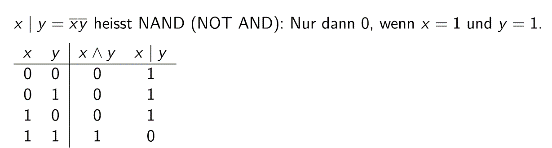 x | y = x̅y̅ heisst NAND (NOT AND): Nur dann 0, wenn x = 1 und y = 1.
x y x ∧ y x | y
0 0 0 1
0 1 0 1
1 0 0 1
1 1 1 0